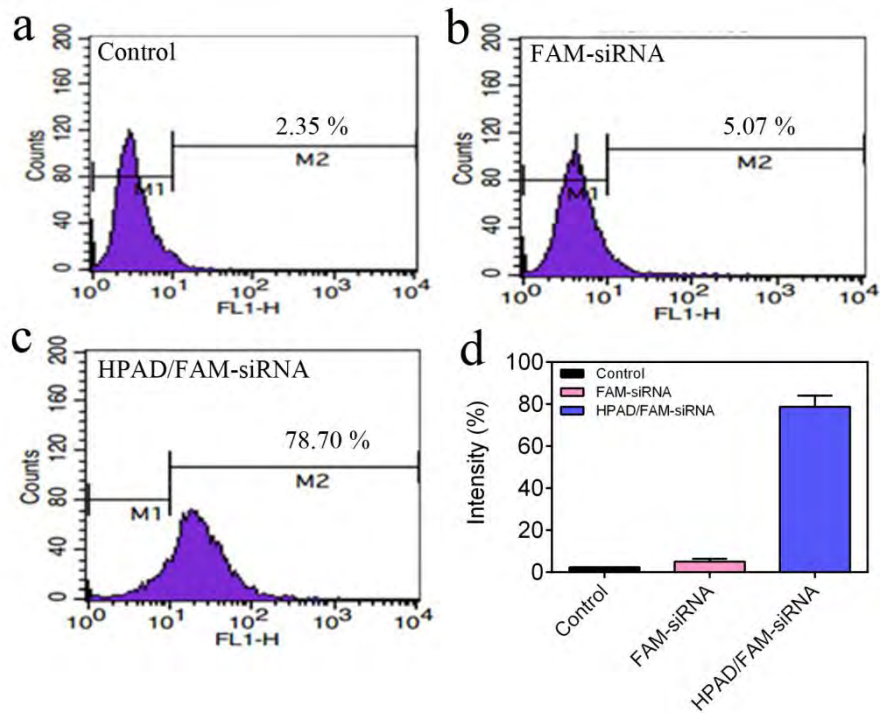 a
Control
200
160
120
80
40
0
Counts
2.35 %
M1
M2
10⁰ 10¹ 10² 10³ 10⁴
FL1-H
b
FAM-siRNA
200
160
120
80
40
0
Counts
5.07 %
M1
M2
10⁰ 10¹ 10² 10³ 10⁴
FL1-H
c
HPAD/FAM-siRNA
200
160
120
80
40
0
Counts
78.70 %
M1
M2
10⁰ 10¹ 10² 10³ 10⁴
FL1-H
d
100
80
60
40
20
0
Intensity (%)
Control
FAM-siRNA
HPAD/FAM-siRNA
Control
FAM-siRNA
HPAD/FAM-siRNA